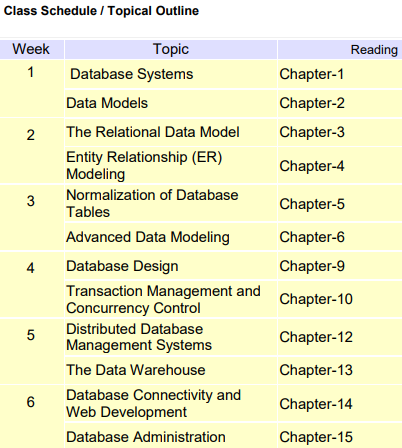 Class Schedule / Topical Outline
Week Topic Reading
1 Database Systems Chapter-1
Data Models Chapter-2
2 The Relational Data Model Chapter-3
Entity Relationship (ER)
Modeling Chapter-4
3 Normalization of Database
Tables Chapter-5
Advanced Data Modeling Chapter-6
4 Database Design Chapter-9
Transaction Management and
Concurrency Control Chapter-10
5 Distributed Database
Management Systems Chapter-12
The Data Warehouse Chapter-13
6 Database Connectivity and
Web Development Chapter-14
Database Administration Chapter-15